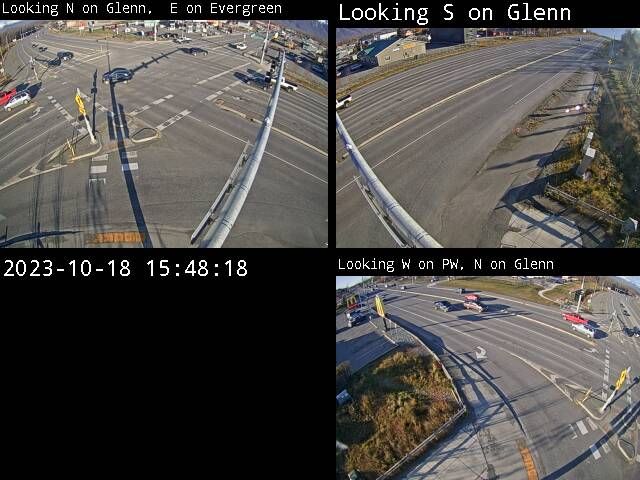 Looking N on Glenn,  E on Evergreen
Looking S on Glenn
2023-10-18 15:48:18
Looking W on PW, N on Glenn